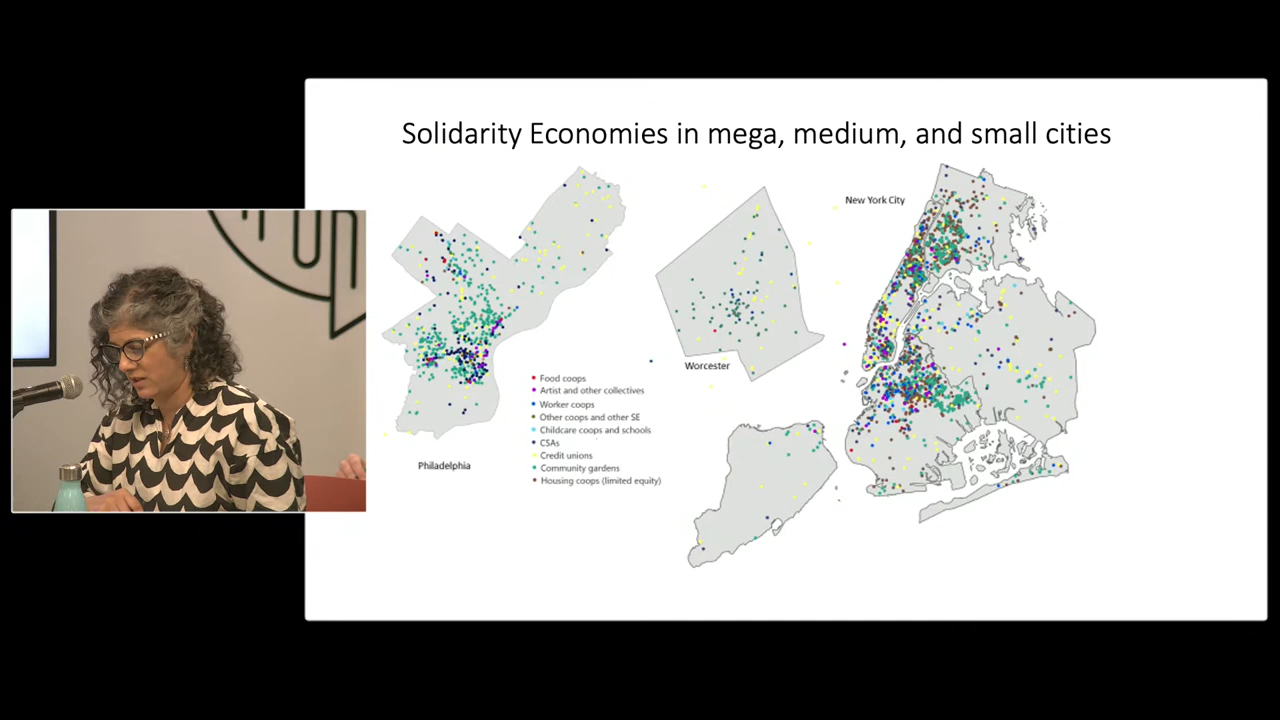 Solidarity Economies in mega, medium, and small cities
New York City
Worcester
Food coops
Artist and other collectives
Worker coops
Other coops and other SE
Childcare coops and schools
CSAs
Credit unions
Community gardens
Housing coops (limited equity)
Philadelphia